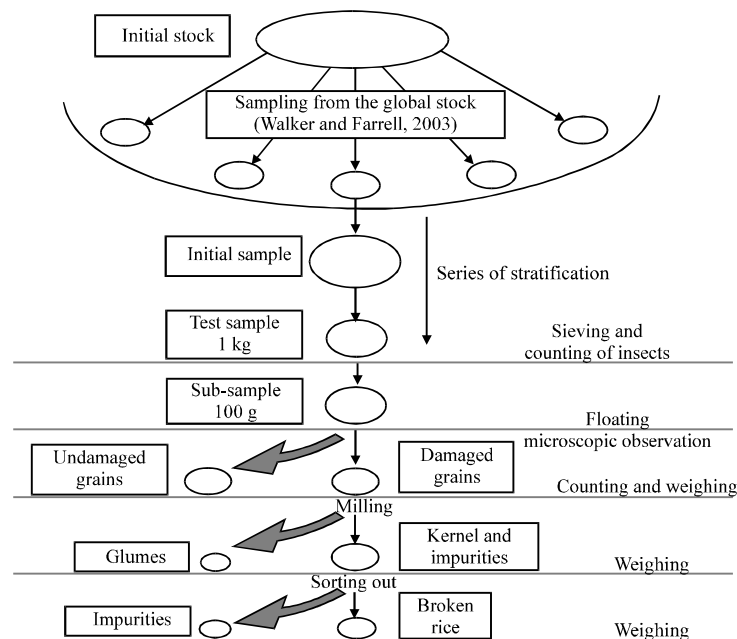 Initial stock
Sampling from the global stock
(Walker and Farrell, 2003)
Initial sample
Series of stratification
Test sample
1 kg
Sieving and
counting of insects
Sub-sample
100 g
Floating
microscopic observation
Undamaged
grains
Damaged
grains
Counting and weighing
Milling
Glumes
Kernel and
impurities
Weighing
Sorting out
Impurities
Broken
rice
Weighing